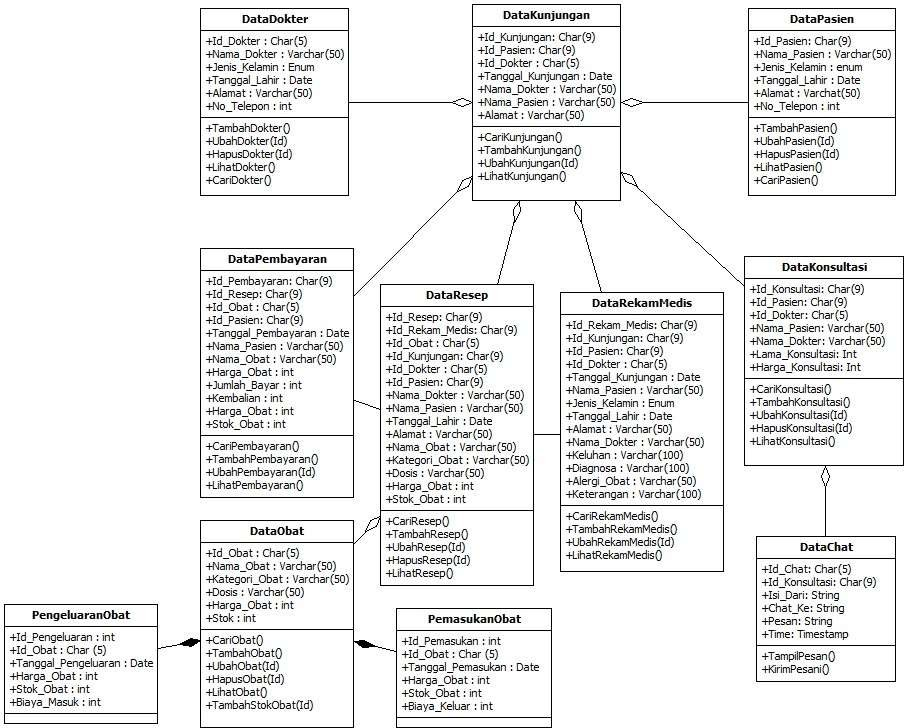 DataDokter
+Id_Dokter : Char(5)
+Nama_Dokter : Varchar(50)
+Jenis_Kelamin : Enum
+Tanggal_Lahir : Date
+Alamat : Varchar(50)
+No_Telepon : int
+TambahDokter()
+UbahDokter(Id)
+HapusDokter(Id)
+LihatDokter()
+CariDokter()
DataKunjungan
+Id_Kunjungan: Char(9)
+Id_Pasien: Char(9)
+Id_Dokter: Char(5)
+Tanggal_Kunjungan : Date
+Nama_Dokter : Varchar(50)
+Nama_Pasien : Varchar(50)
+Alamat : Varchar(50)
+CariKunjungan()
+TambahKunjungan()
+UbahKunjungan(Id)
+LihatKunjungan()
DataPasien
+Id_Pasien: Char(9)
+Nama_Pasien : Varchar(50)
+Jenis_Kelamin : enum
+Tanggal_Lahir : Date
+Alamat : Varchat(50)
+No_Telepon : int
+TambahPasien()
+UbahPasien(Id)
+HapusPasien(Id)
+LihatPasien()
+CariPasien()
DataPembayaran
+Id_Pembayaran: Char(9)
+Id_Resep: Char(9)
+Id_Obat : Char(5)
+Id_Pasien: Char(9)
+Tanggal_Pembayaran : Date
+Nama_Pasien : Varchar(50)
+Nama_Obat : Varchar(50)
+Harga_Obat : int
+Jumlah_Bayar : int
+Kembalian : int
+Harga_Obat : int
+Stok_Obat : int
+CariPembayaran()
+TambahPembayaran()
+UbahPembayaran(Id)
+LihatPembayaran()
DataResep
+Id_Resep: Char(9)
+Id_Rekam_Medis: Char(9)
+Id_Obat : Char(5)
+Id_Kunjungan: Char(9)
+Id_Dokter : Char(5)
+Id_Pasien: Char(9)
+Nama_Dokter : Varchar(50)
+Nama_Pasien : Varchar(50)
+Tanggal_Lahir : Date
+Alamat : Varchar(50)
+Nama_Obat : Varchar(50)
+Kategori_Obat : Varchar(50)
+Dosis : Varchar(50)
+Harga_Obat : int
+Stok_Obat : int
+CariResep()
+TambahResep()
+UbahResep(Id)
+HapusResep(Id)
+LihatResep()
DataRekamMedis
+Id_Rekam_Medis: Char(9)
+Id_Kunjungan : Char(9)
+Id_Pasien: Char(9)
+Id_Dokter : Char(5)
+Tanggal_Kunjungan : Date
+Nama_Pasien : Varchar(50)
+Jenis_Kelamin : Enum
+Tanggal_Lahir : Date
+Alamat : Varchar(50)
+Nama_Dokter : Varchar(50)
+Keluhan : Varchar(100)
+Diagnosa : Varchar(100)
+Alergi_Obat : Varchar(50)
+Keterangan : Varchar(100)
+CariRekamMedis()
+TambahRekamMedis()
+UbahRekamMedis(Id)
+LihatRekamMedis()
DataKonsultasi
+Id_Konsultasi: Char(9)
+Id_Pasien: Char(9)
+Id_Dokter: Char(5)
+Nama_Pasien: Varchar(50)
+Nama_Dokter: Varchar(50)
+Lama_Konsultasi: Int
+Harga_Konsultasi: Int
+CariKonsultasi()
+TambahKonsultasi()
+UbahKonsultasi(Id)
+HapusKonsultasi(Id)
+LihatKonsultasi()
DataObat
+Id_Obat : Char(5)
+Nama_Obat : Varchar(50)
+Kategori_Obat : Varchar(50)
+Dosis : Varchar(50)
+Harga_Obat : int
+Stok : int
+CariObat()
+TambahObat()
+UbahObat(Id)
+HapusObat(Id)
+LihatObat()
+TambahStokObat(Id)
DataChat
+Id_Chat: Char(5)
+Id_Konsultasi: Char(9)
+Isi_Dari: String
+Chat_Ke: String
+Pesan: String
+Time: Timestamp
+TampilPesan()
+KirimPesani()
PengeluaranObat
+Id_Pengeluaran : int
+Id_Obat : Char (5)
+Tanggal_Pengeluaran : Date
+Harga_Obat : int
+Stok_Obat : int
+Biaya_Masuk : int
PemasukanObat
+Id_Pemasukan : int
+Id_Obat : Char (5)
+Tanggal_Pemasukan : Date
+Harga_Obat : int
+Stok_Obat : int
+Biaya_Keluar : int